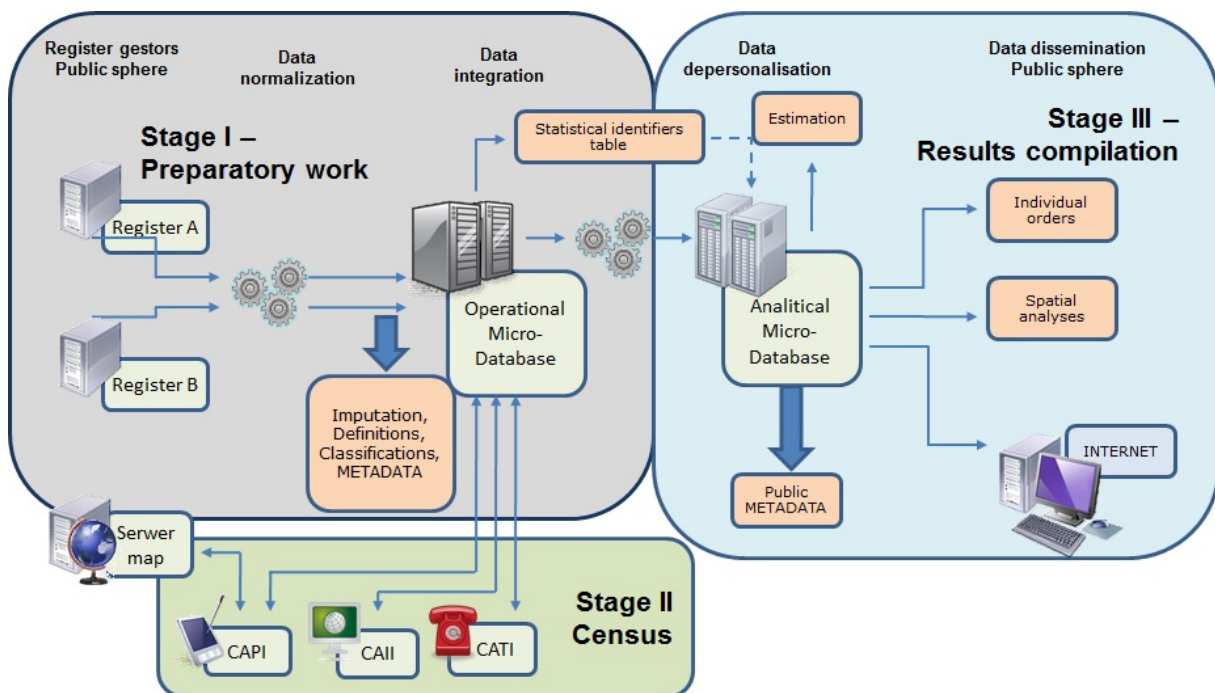 Register gestors
Public sphere
Data
normalization
Data
integration
Data
depersonalisation
Data dissemination
Public sphere
Stage I –
Preparatory work
Statistical identifiers
table
Estimation
Stage III –
Results compilation
Register A
Individual
orders
Operational
Micro-
Database
Analitical
Micro-
Database
Spatial
analyses
Register B
Imputation,
Definitions,
Classifications,
METADATA
INTERNET
Public
METADATA
Serwer
map
Stage II
Census
CAPI
CAII
CATI